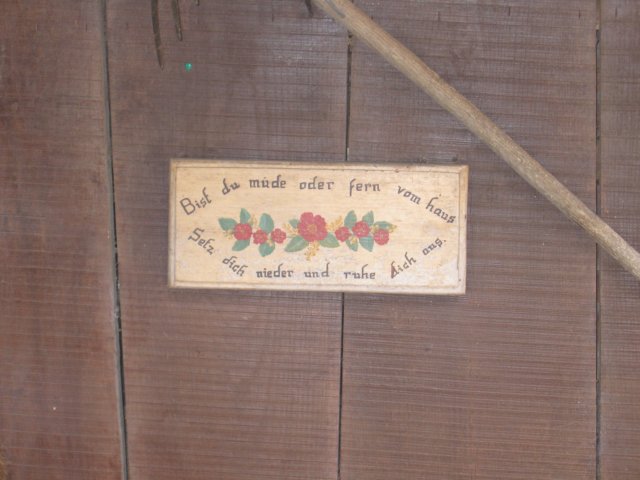 Bist du müde oder fern vom haus
Setz dich nieder und ruhe dich aus.